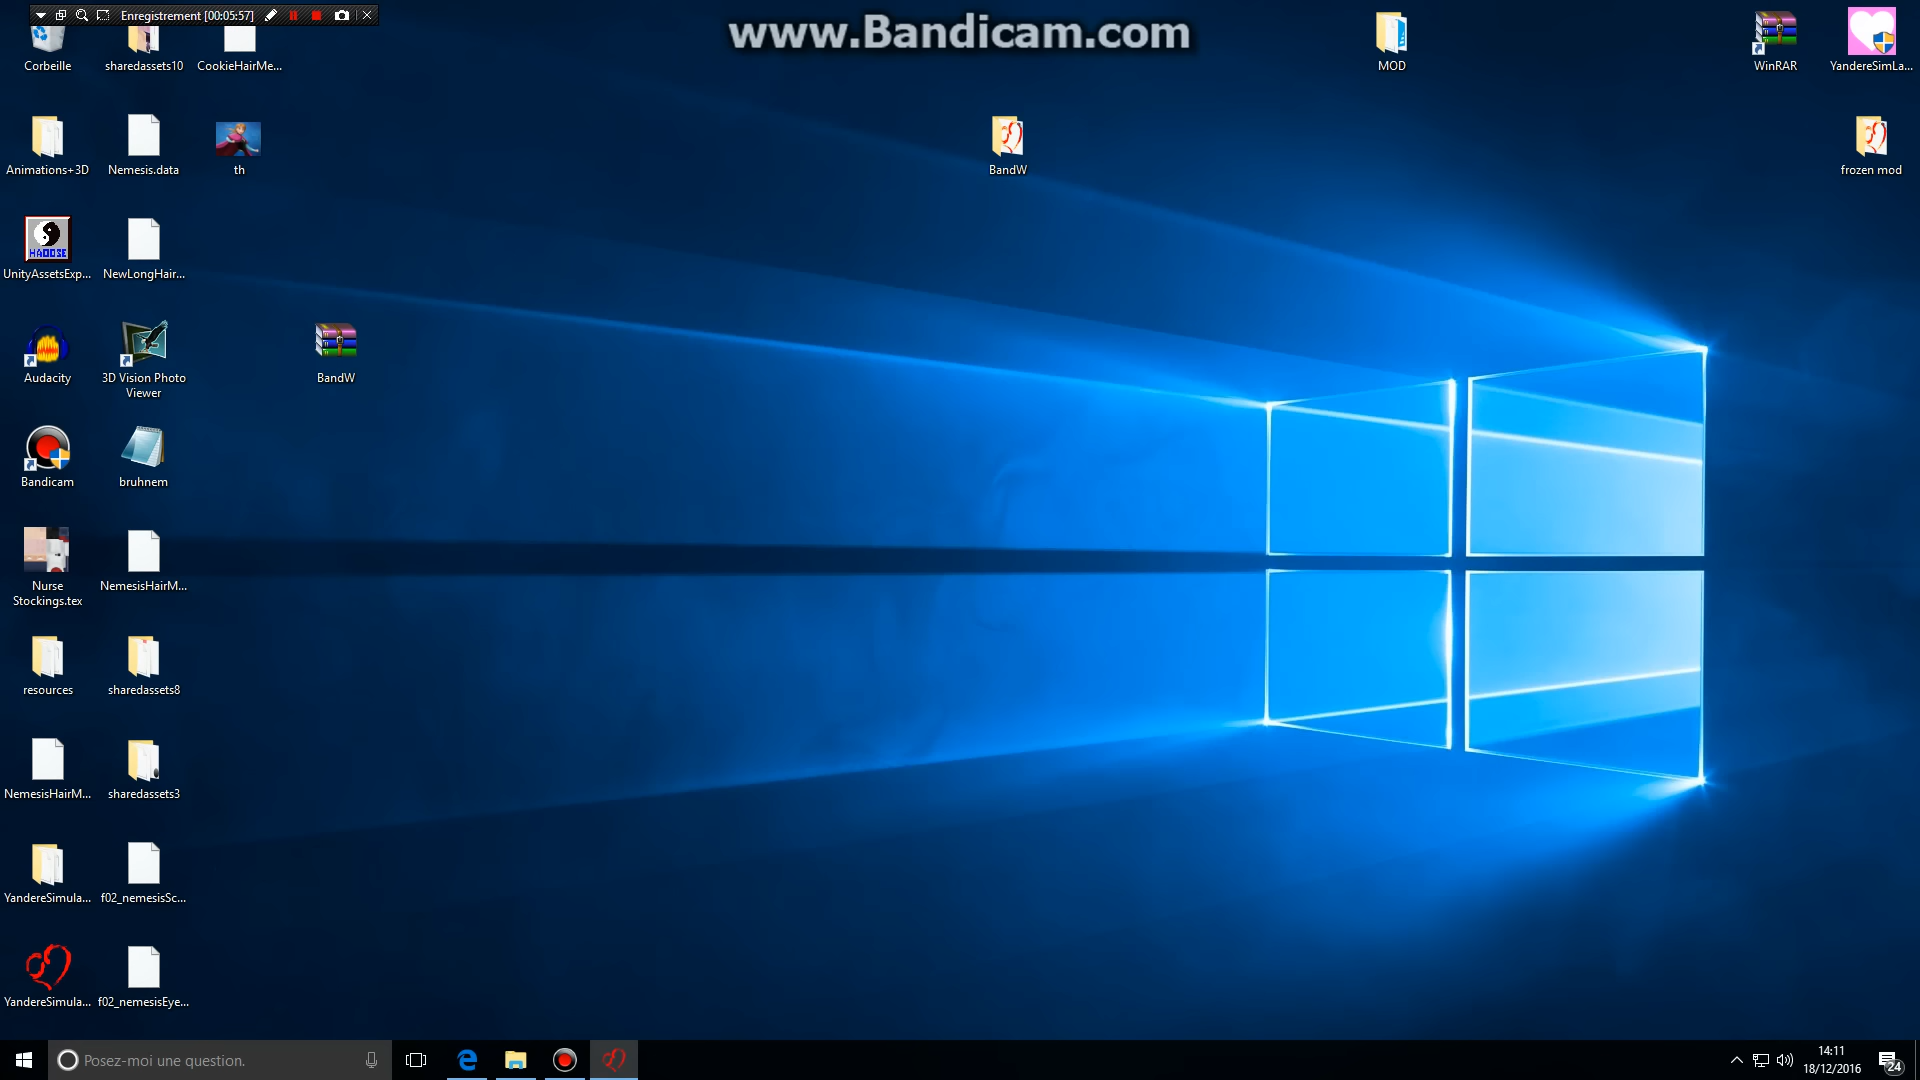 Enregistrement [00:05:57]
www.Bandicam.com
Corbeille
sharedassets10
CookieHairMe...
MOD
WinRAR
YandereSimLa...
Animations+3D
Nemesis.data
th
BandW
frozen mod
HAOOSE
UnityAssetsExp...
NewLongHair...
Audacity
3D Vision Photo
Viewer
BandW
Bandicam
bruhnem
Nurse
Stockings.tex
NemesisHairM...
resources
sharedassets8
NemesisHairM...
sharedassets3
YandereSimula...
f02_nemesisSc...
YandereSimula...
f02_nemesisEye...
Posez-moi une question.
14:11
18/12/2016
24